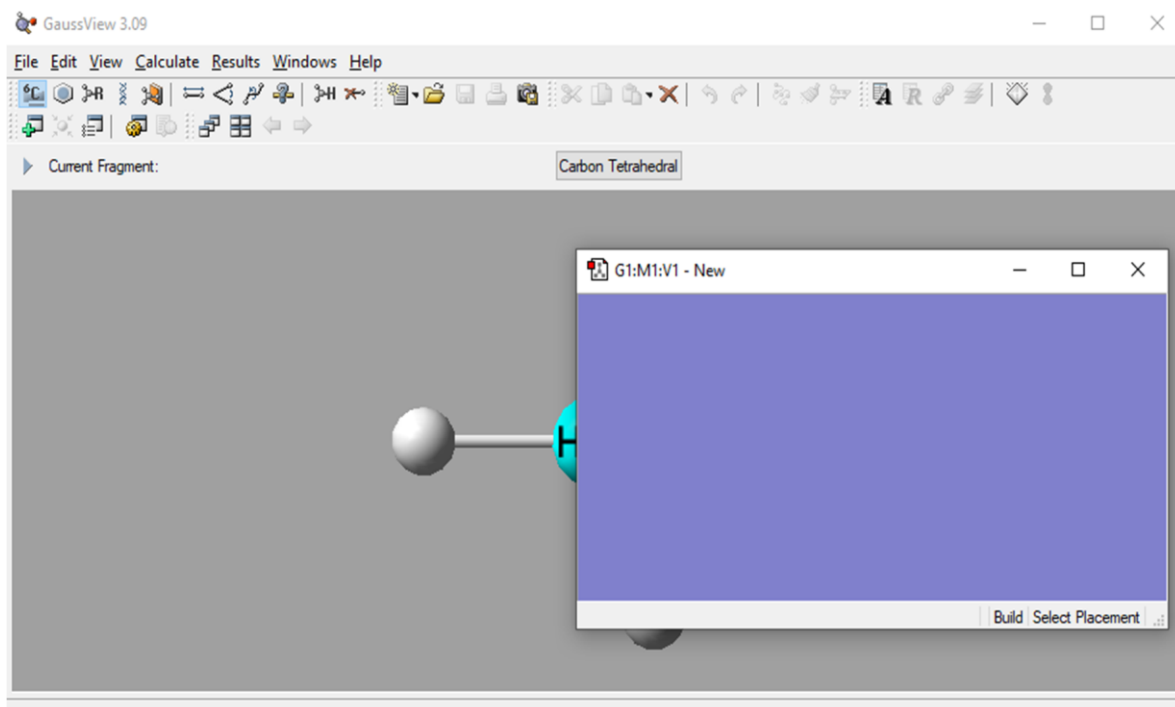 GaussView 3.09
File Edit View Calculate Results Windows Help
6C R H A R
Current Fragment: Carbon Tetrahedral
G1:M1:V1 - New
H
Build Select Placement